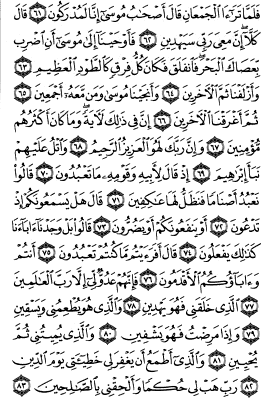 فَلَمَّا تَرَٰٓءَا ٱلْجَمْعَانِ قَالَ أَصْحَٰبُ مُوسَىٰٓ إِنَّا لَمُدْرَكُونَ ٦١
قَالَ كَلَّآ إِنَّ مَعِىَ رَبِّى سَيَهْدِينِ ٦٢ فَأَوْحَيْنَآ إِلَىٰ مُوسَىٰٓ أَنِ ٱضْرِب
بِّعَصَاكَ ٱلْبَحْرَ فَٱنفَلَقَ فَكَانَ كُلُّ فِرْقٍ كَٱلطَّوْدِ ٱلْعَظِيمِ ٦٣
وَأَزْلَفْنَا ثَمَّ ٱلْءَاخَرِينَ ٦٤ وَأَنجَيْنَا مُوسَىٰ وَمَن مَّعَهُۥٓ أَجْمَعِينَ ٦٥
ثُمَّ أَغْرَقْنَا ٱلْءَاخَرِينَ ٦٦ إِنَّ فِى ذَٰلِكَ لَءَايَةً وَمَا كَانَ أَكْثَرُهُم
مُّؤْمِنِينَ ٦٧ وَإِنَّ رَبَّكَ لَهُوَ ٱلْعَزِيزُ ٱلرَّحِيمُ ٦٨ وَٱتْلُ عَلَيْهِمْ
نَبَأَ إِبْرَٰهِيمَ ٦٩ إِذْ قَالَ لِأَبِيهِ وَقَوْمِهِۦ مَا تَعْبُدُونَ ٧٠ قَالُوا۟
نَعْبُدُ أَصْنَامًا فَنَظَلُّ لَهَا عَٰكِفِينَ ٧١ قَالَ هَلْ يَسْمَعُونَكُمْ إِذْ
تَدْعُونَ ٧٢ أَوْ يَنفَعُونَكُمْ أَوْ يَضُرُّونَ ٧٣ قَالُوا۟ بَلْ وَجَدْنَآ ءَابَآءَنَا
كَذَٰلِكَ يَفْعَلُونَ ٧٤ قَالَ أَفَرَءَيْتُم مَّا كُنتُمْ تَعْبُدُونَ ٧٥ أَنتُمْ
وَءَابَآؤُكُمُ ٱلْأَقْدَمُونَ ٧٦ فَإِنَّهُمْ عَدُوٌّ لِّىٓ إِلَّا رَبَّ ٱلْعَٰلَمِينَ
٧٧ ٱلَّذِى خَلَقَنِى فَهُوَ يَهْدِينِ ٧٨ وَٱلَّذِى هُوَ يُطْعِمُنِى وَيَسْقِينِ
٧٩ وَإِذَا مَرِضْتُ فَهُوَ يَشْفِينِ ٨٠ وَٱلَّذِى يُمِيتُنِى ثُمَّ
يُحْيِينِ ٨١ وَٱلَّذِىٓ أَطْمَعُ أَن يَغْفِرَ لِى خَطِيٓـَٔتِى يَوْمَ ٱلدِّينِ
٨٢ رَبِّ هَبْ لِى حُكْمًا وَأَلْحِقْنِى بِٱلصَّٰلِحِينَ ٨٣